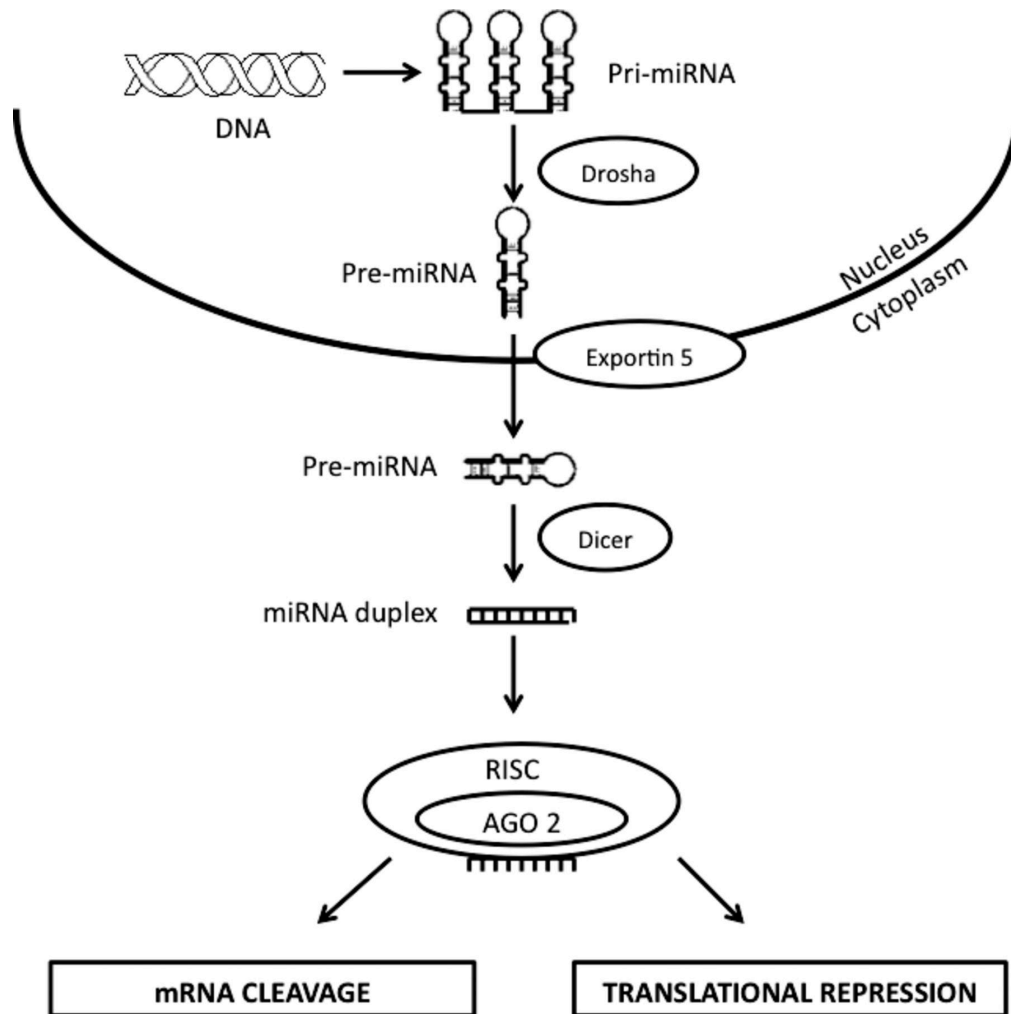 Pri-miRNA
DNA
Drosha
Pre-miRNA
Nucleus
Cytoplasm
Exportin 5
Pre-miRNA
Dicer
miRNA duplex
RISC
AGO 2
mRNA CLEAVAGE
TRANSLATIONAL REPRESSION